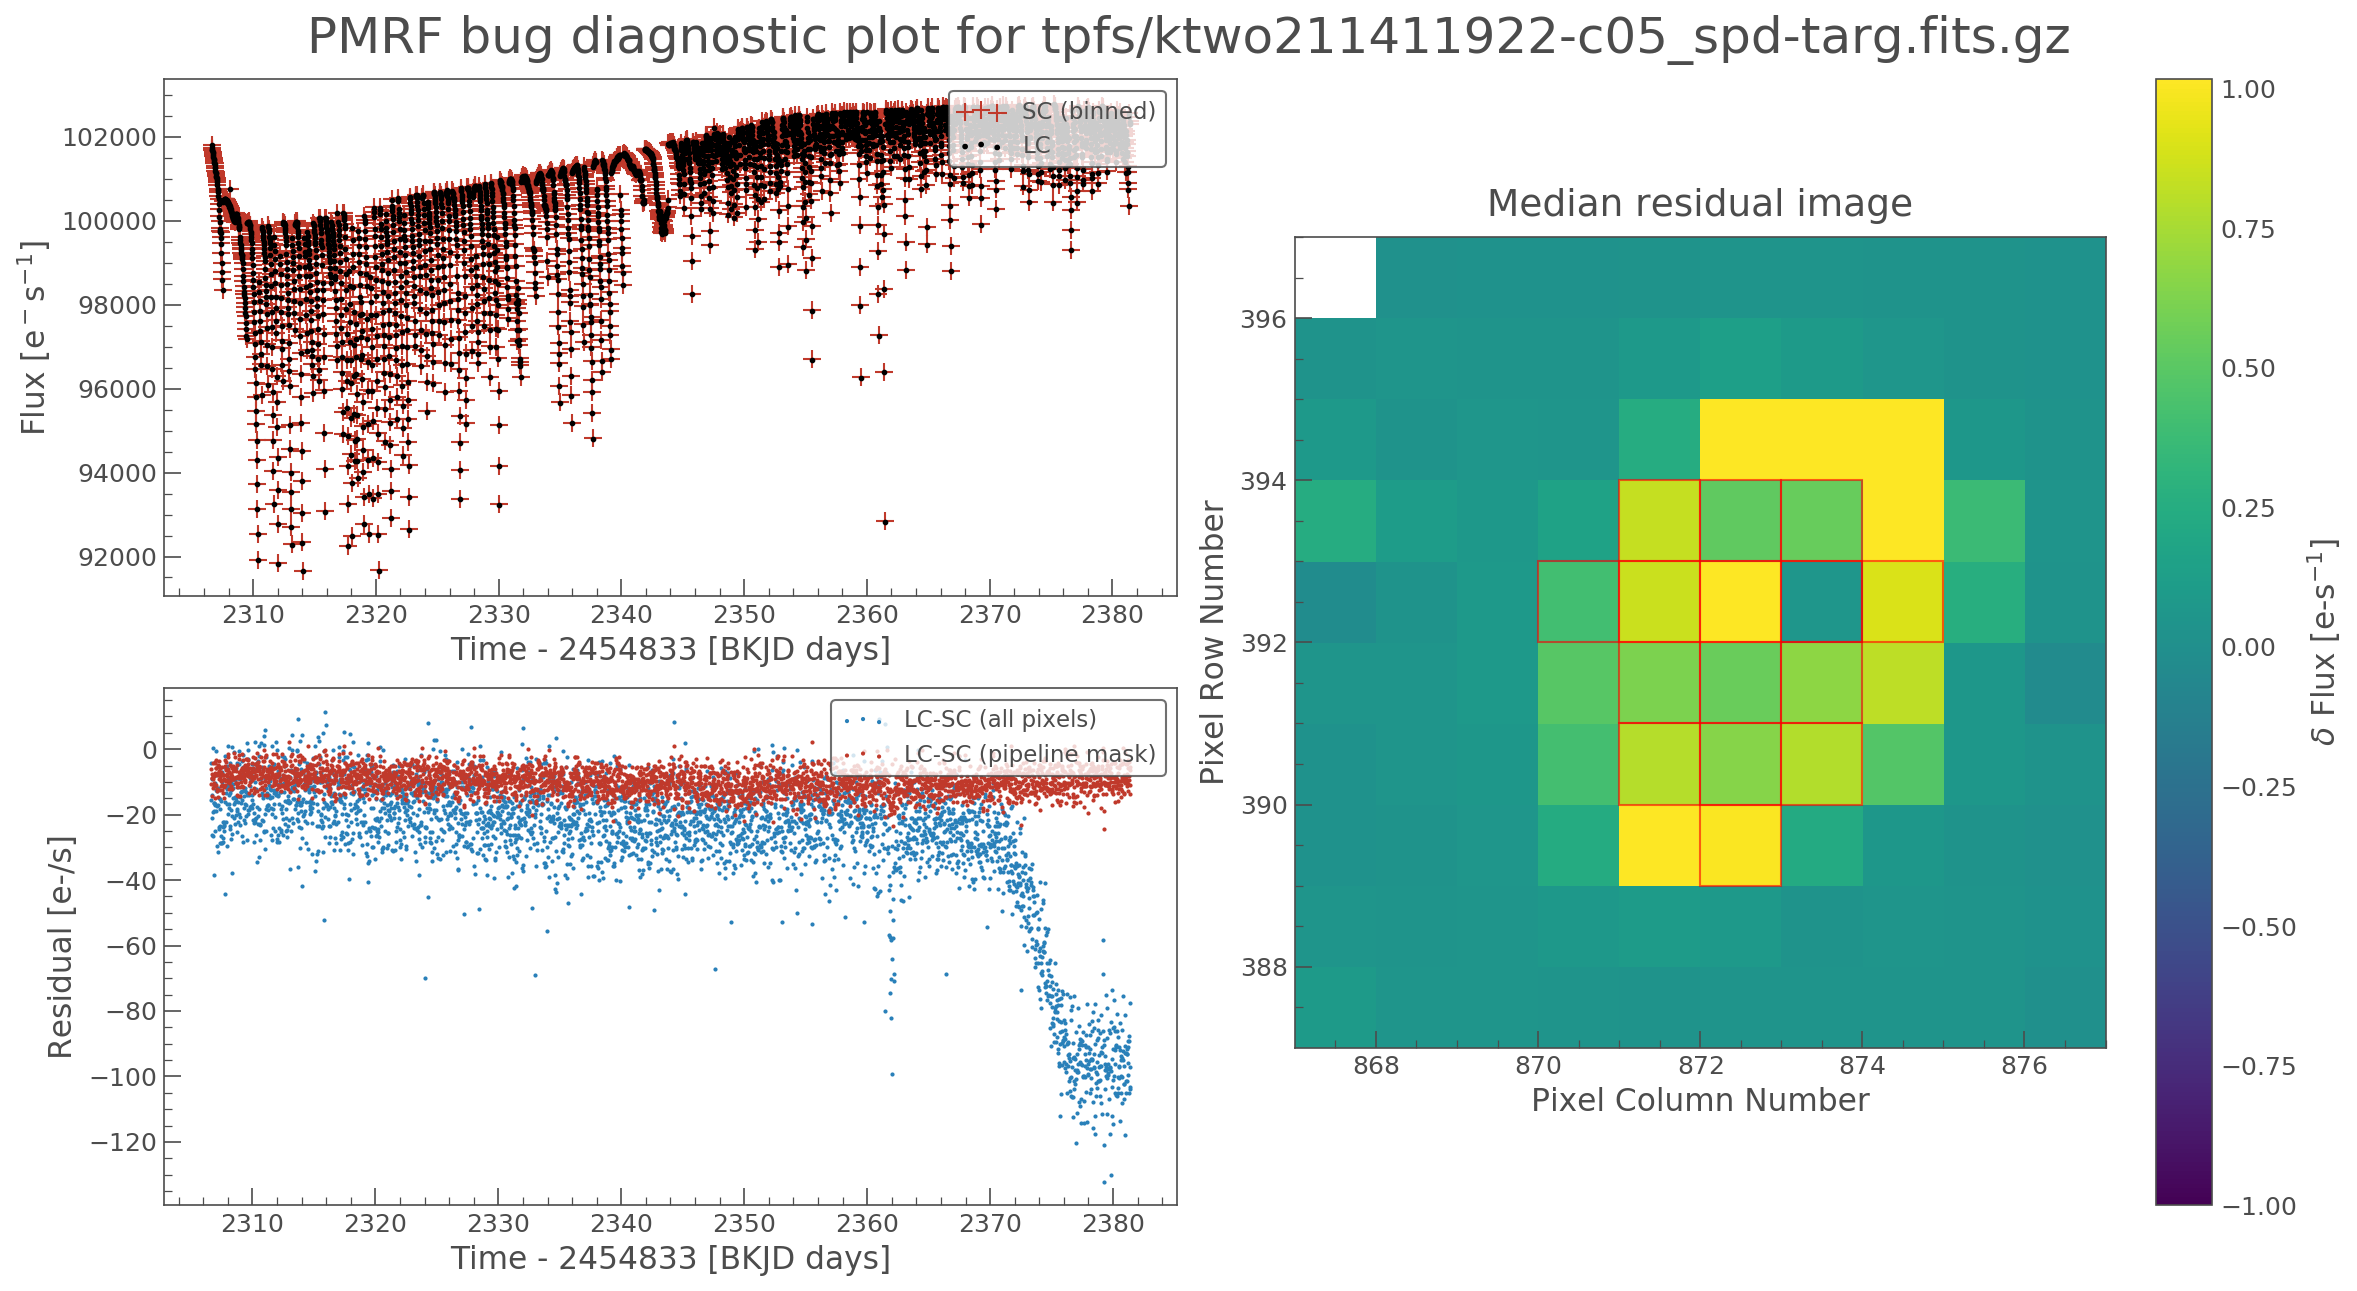 PMRF bug diagnostic plot for tpfs/ktwo211411922-c05_spd-targ.fits.gz
Flux [e⁻ s⁻¹]
102000
100000
98000
96000
94000
92000
SC (binned)
LC
2310 2320 2330 2340 2350 2360 2370 2380
Time - 2454833 [BKJD days]
Residual [e-/s]
0
−20
−40
−60
−80
−100
−120
LC-SC (all pixels)
LC-SC (pipeline mask)
2310 2320 2330 2340 2350 2360 2370 2380
Time - 2454833 [BKJD days]
Median residual image
Pixel Row Number
396
394
392
390
388
868 870 872 874 876
Pixel Column Number
1.00
0.75
0.50
0.25
0.00
−0.25
−0.50
−0.75
−1.00
δ Flux [e-s⁻¹]